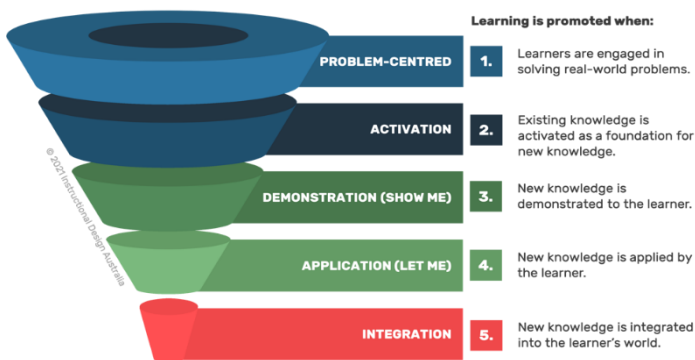 Learning is promoted when:
PROBLEM-CENTRED
1.
Learners are engaged in
solving real-world problems.
ACTIVATION
2.
Existing knowledge is
activated as a foundation for
new knowledge.
DEMONSTRATION (SHOW ME)
3.
New knowledge is
demonstrated to the learner.
APPLICATION (LET ME)
4.
New knowledge is applied by
the learner.
INTEGRATION
5.
New knowledge is integrated
into the learner's world.
© 2021 Instructional Design Australia